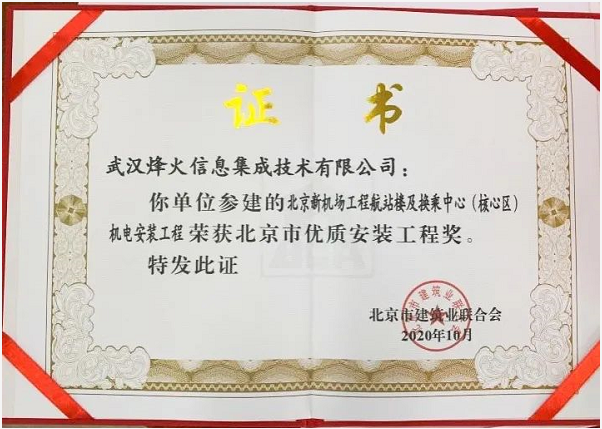 证 书
武汉烽火信息集成技术有限公司：
你单位参建的北京新机场工程航站楼及换乘中心（核心区）
机电安装工程荣获北京市优质安装工程奖。
特发此证
北京市建筑业联合会
2020年10月